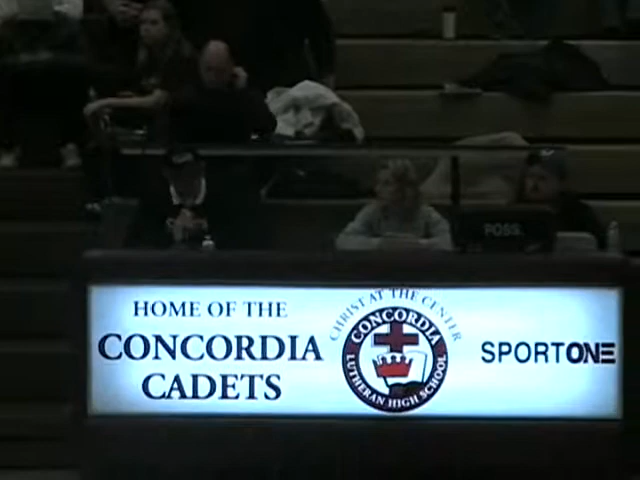 POSS.
HOME OF THE
CONCORDIA
CADETS
CHRIST AT THE CENTER
CONCORDIA
LUTHERAN HIGH SCHOOL
SPORTONE